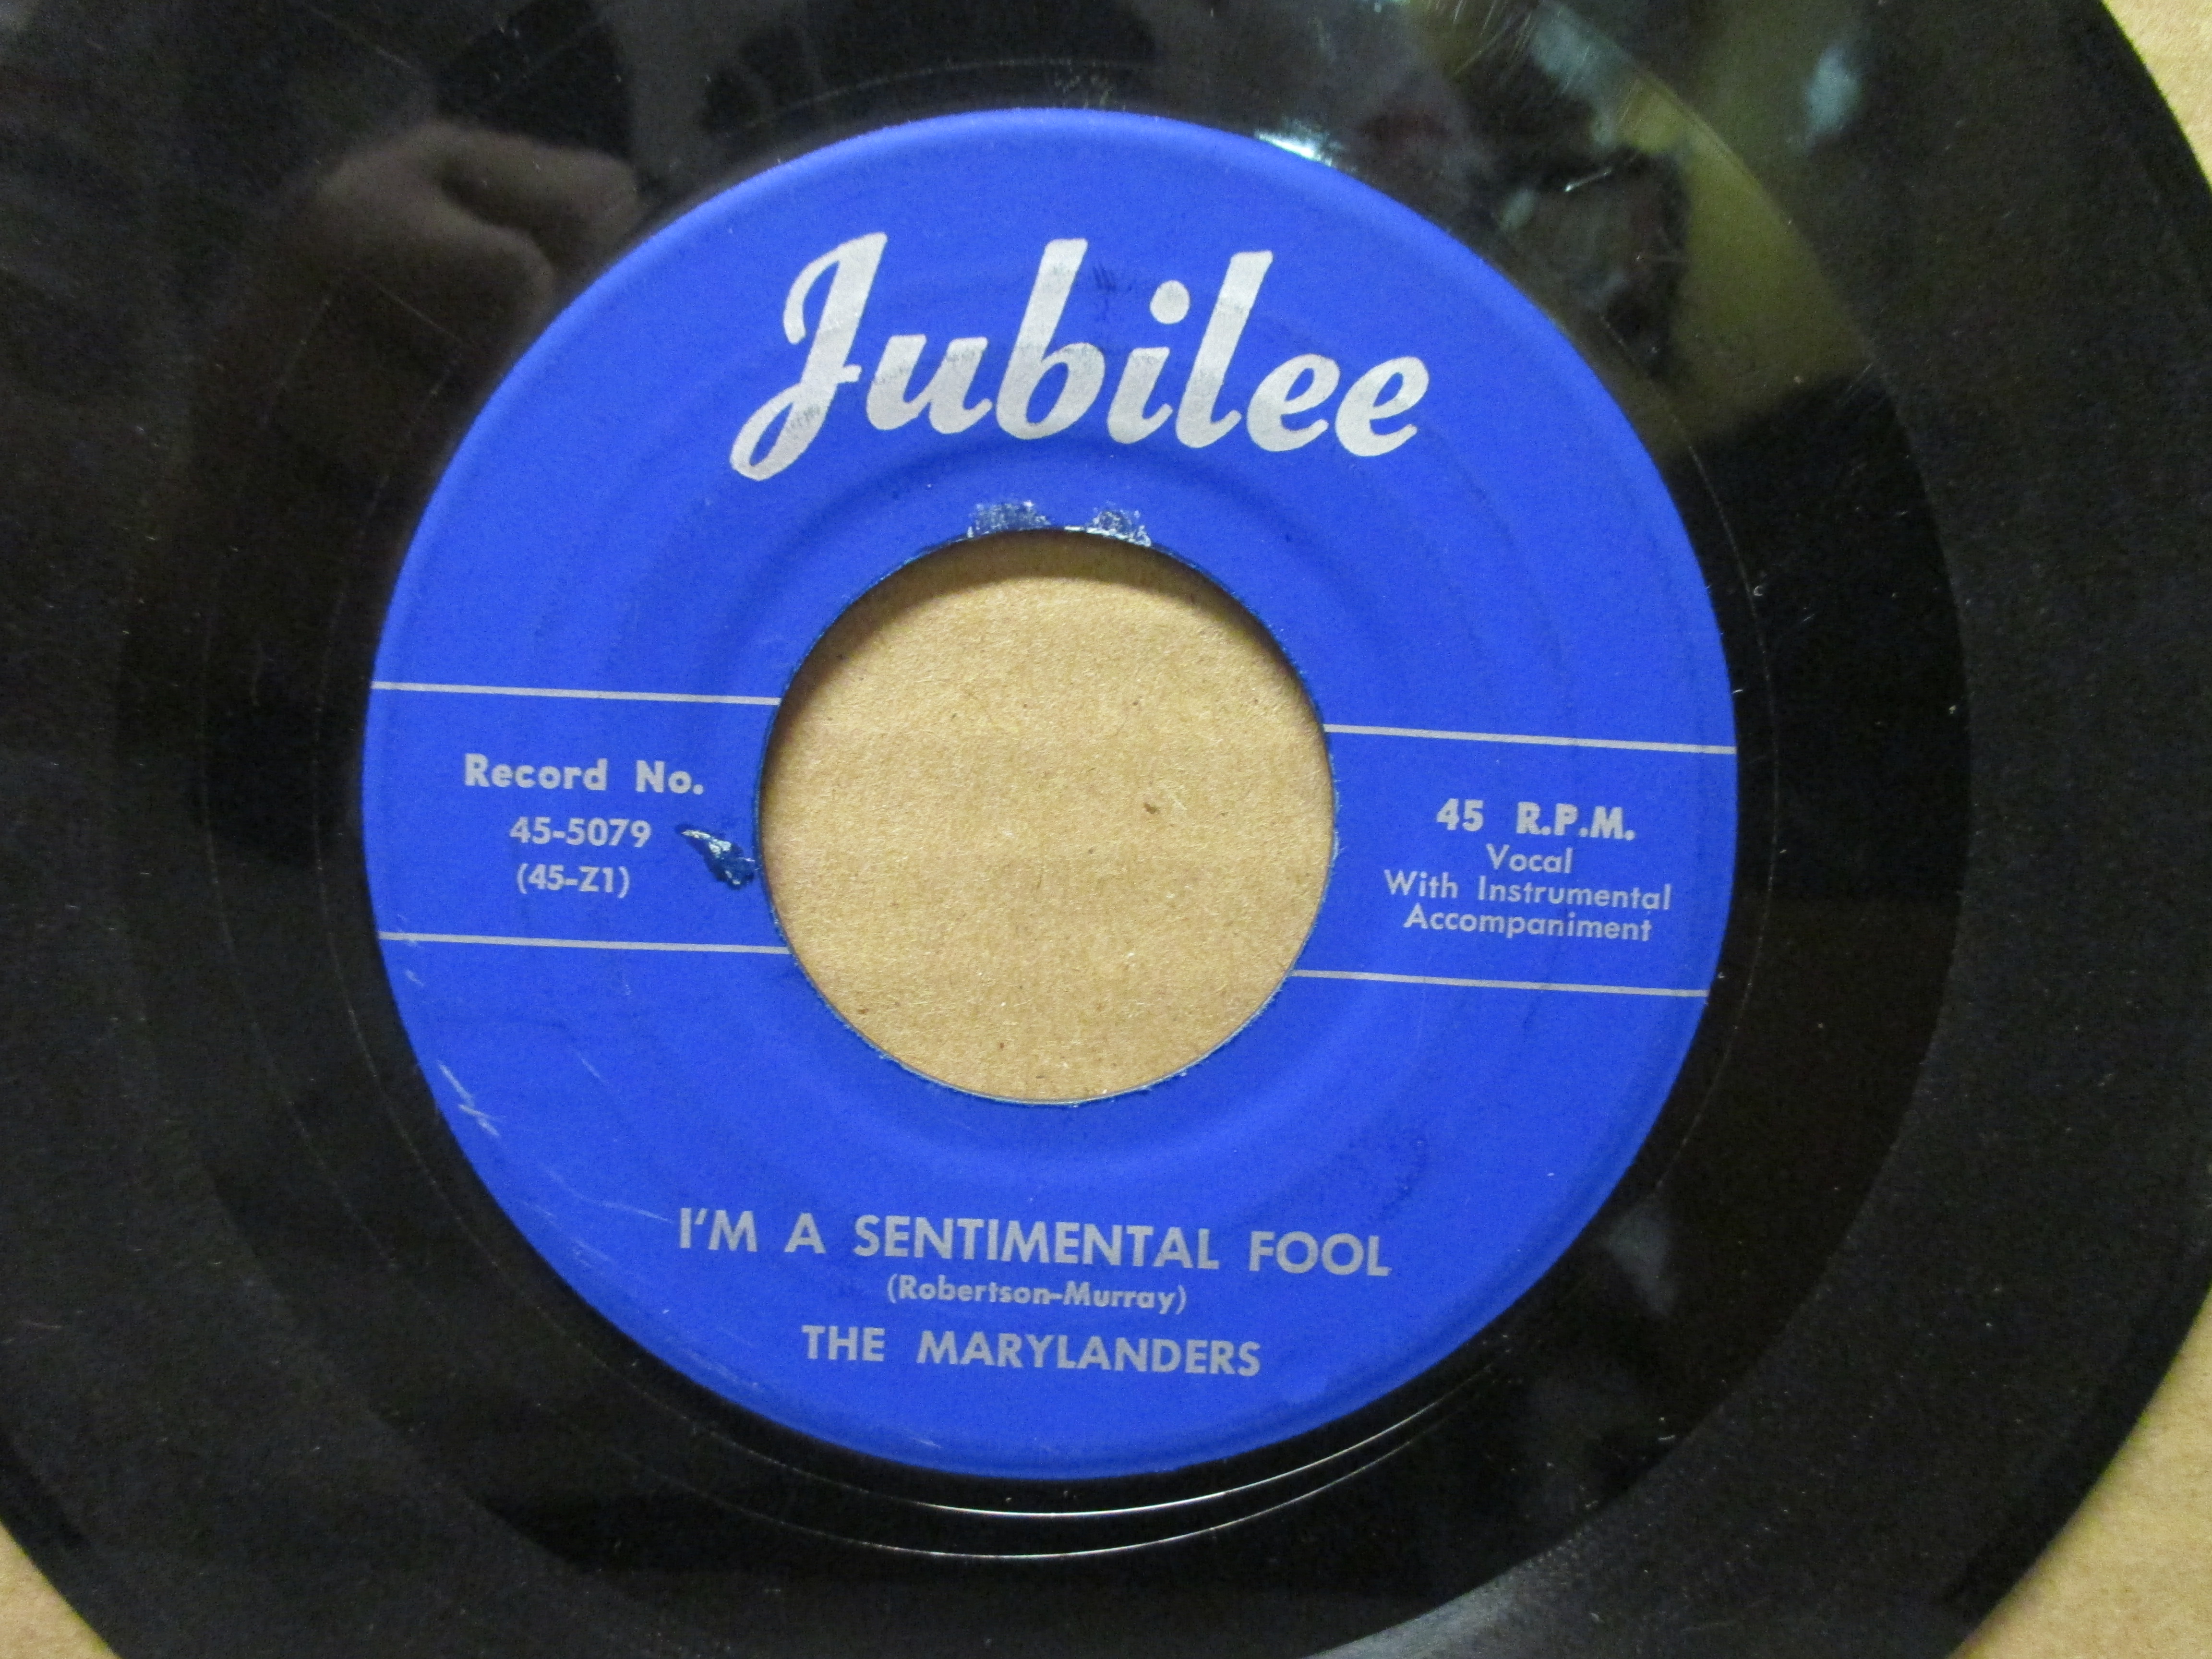 Jubilee
Record No.
45-5079
(45-Z1)
45 R.P.M.
Vocal
With Instrumental
Accompaniment
I'M A SENTIMENTAL FOOL
(Robertson-Murray)
THE MARYLANDERS